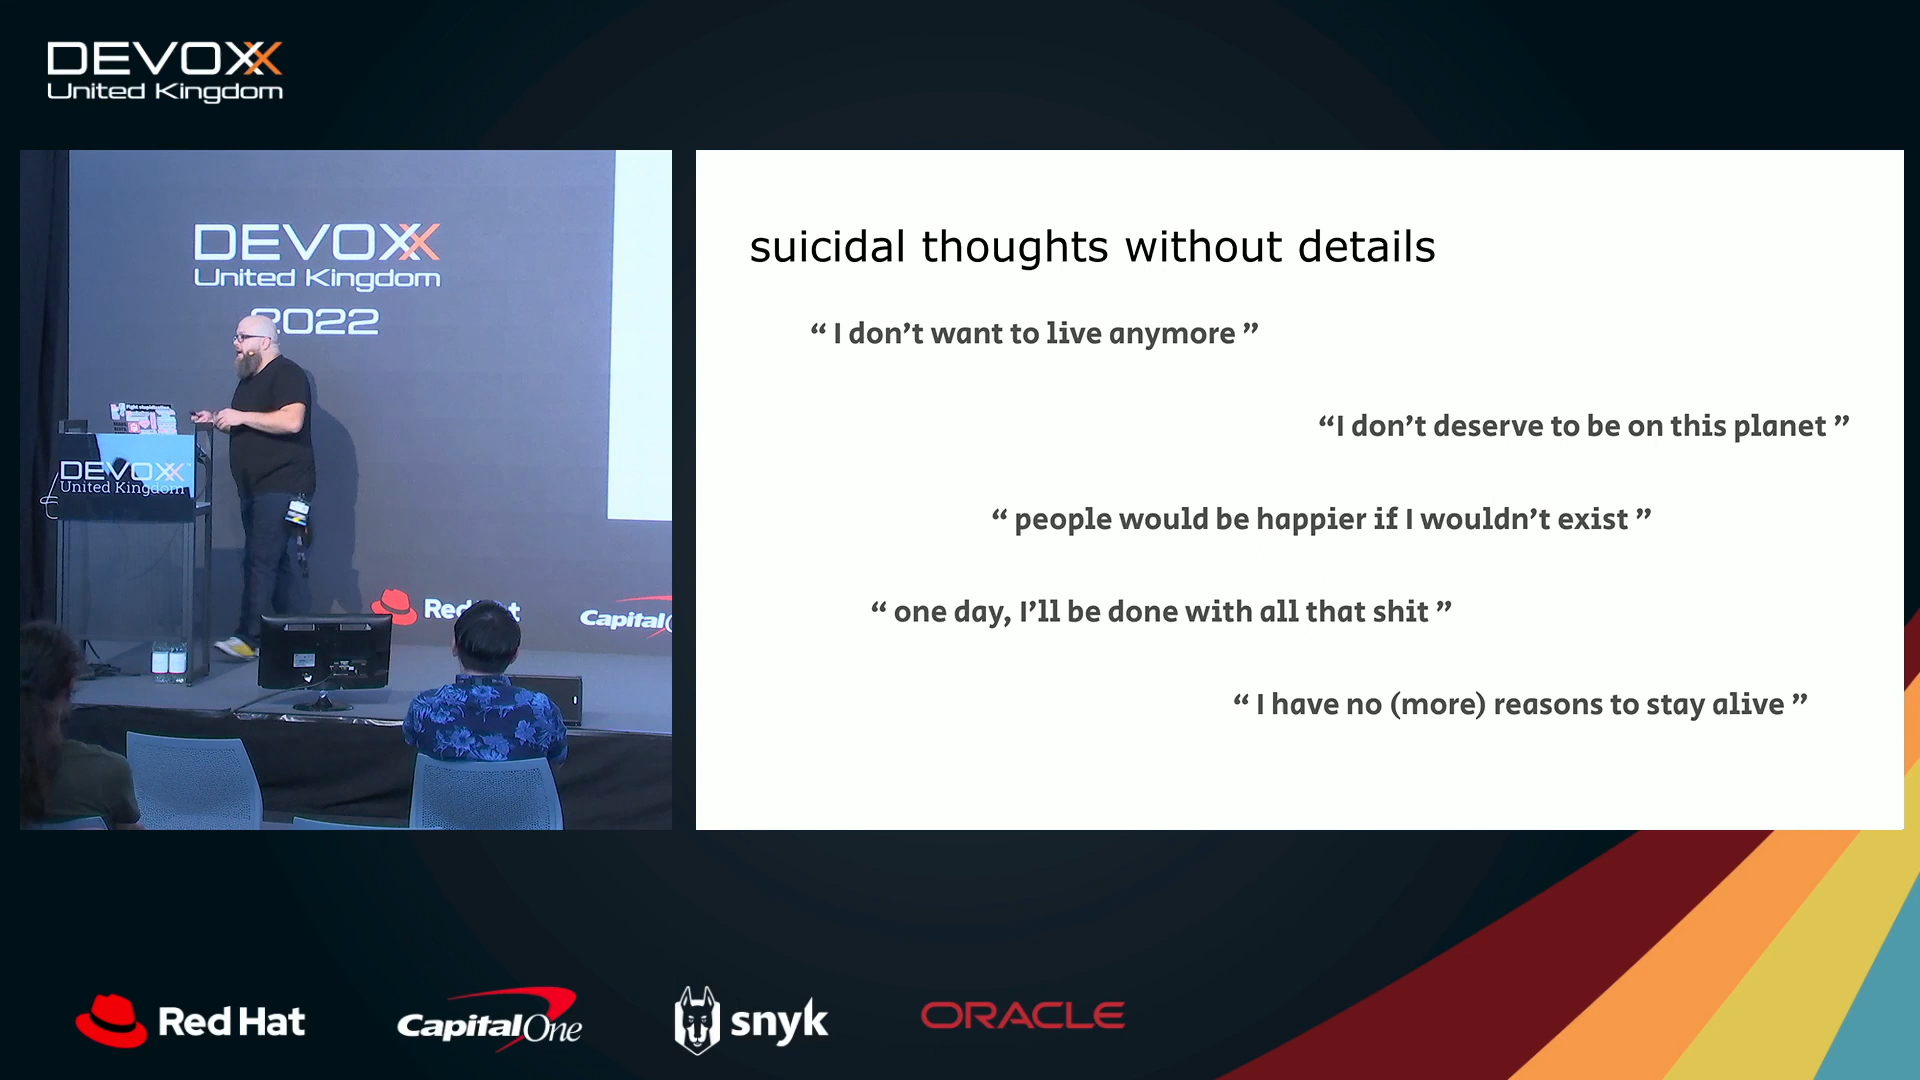 DEVOXX
United Kingdom
DEVOXX
United Kingdom
2022
DEVOXX
United Kingdom
Red Hat
Capital
suicidal thoughts without details
“ I don’t want to live anymore ”
“I don’t deserve to be on this planet ”
“ people would be happier if I wouldn’t exist ”
“ one day, I’ll be done with all that shit ”
“ I have no (more) reasons to stay alive ”
Red Hat
Capital One
snyk
ORACLE